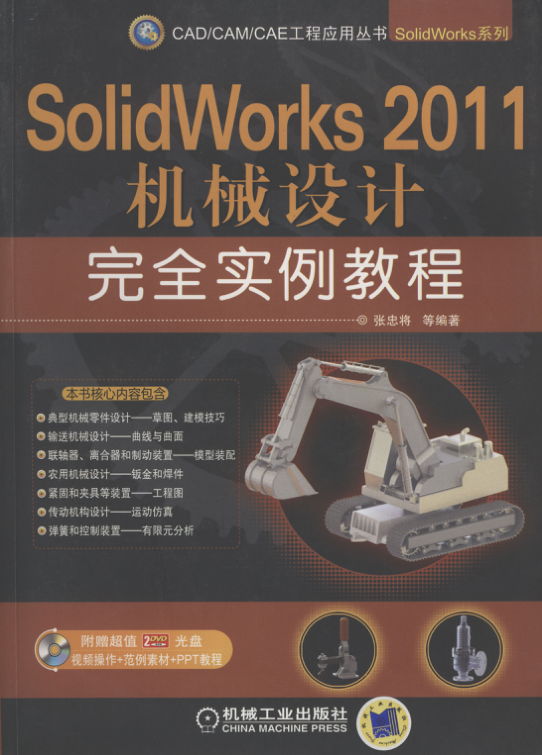 CAD/CAM/CAE工程应用丛书 SolidWorks系列
SolidWorks 2011
机械设计
完全实例教程
◎ 张忠将 等编著
本书核心内容包含
典型机械零件设计——草图、建模技巧
输送机械设计——曲线与曲面
联轴器、离合器和制动装置——模型装配
农用机械设计——钣金和焊件
紧固和夹具等装置——工程图
传动机构设计——运动仿真
弹簧和控制装置——有限元分析
附赠超值 2DVD 光盘
视频操作+范例素材+PPT教程
机械工业出版社
CHINA MACHINE PRESS